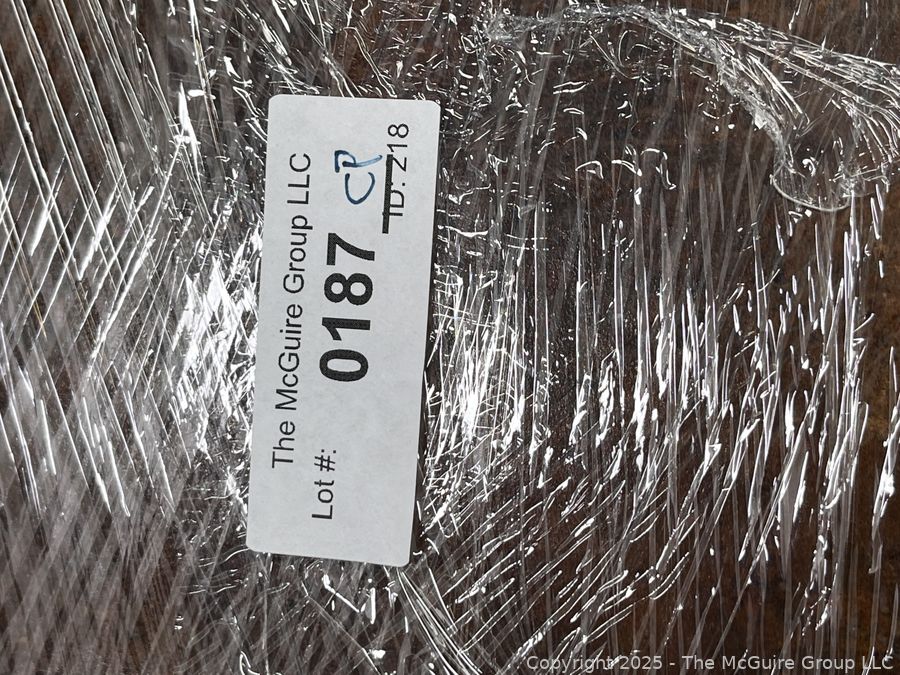 The McGuire Group LLC
Lot #: 0187 CP
ID: z18
Copyright 2025 - The McGuire Group LLC